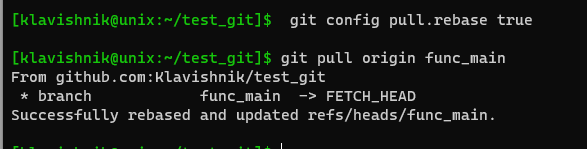 [klavishnik@unix:~/test_git]$  git config pull.rebase true
[klavishnik@unix:~/test_git]$ git pull origin func_main
From github.com:Klavishnik/test_git
 * branch            func_main  -> FETCH_HEAD
Successfully rebased and updated refs/heads/func_main.